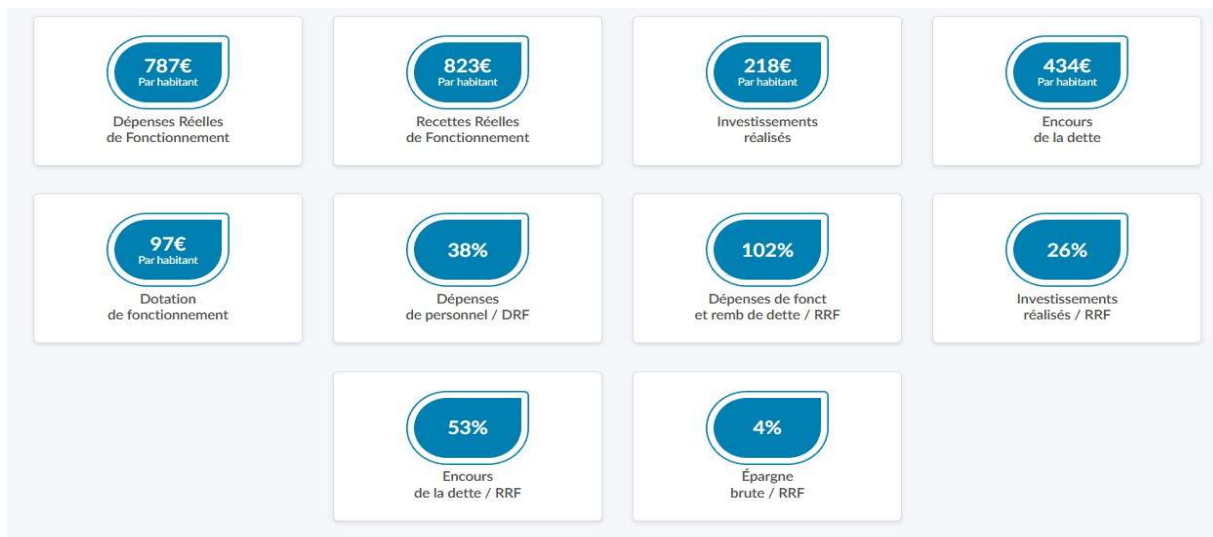 787€
Par habitant
Dépenses Réelles
de Fonctionnement
823€
Par habitant
Recettes Réelles
de Fonctionnement
218€
Par habitant
Investissements
réalisés
434€
Par habitant
Encours
de la dette
97€
Par habitant
Dotation
de fonctionnement
38%
Dépenses
de personnel / DRF
102%
Dépenses de fonct
et remb de dette / RRF
26%
Investissements
réalisés / RRF
53%
Encours
de la dette / RRF
4%
Épargne
brute / RRF